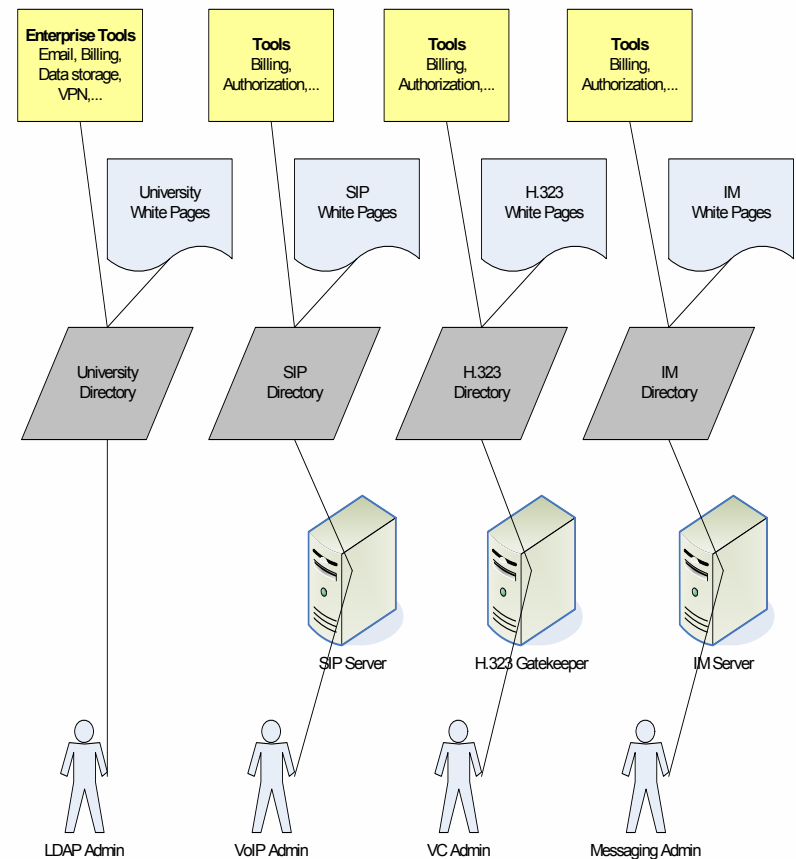 Enterprise Tools
Email, Billing,
Data storage,
VPN,...
Tools
Billing,
Authorization,...
Tools
Billing,
Authorization,...
Tools
Billing,
Authorization,...
University
White Pages
SIP
White Pages
H.323
White Pages
IM
White Pages
University
Directory
SIP
Directory
H.323
Directory
IM
Directory
SIP Server
H.323 Gatekeeper
IM Server
LDAP Admin
VoIP Admin
VC Admin
Messaging Admin